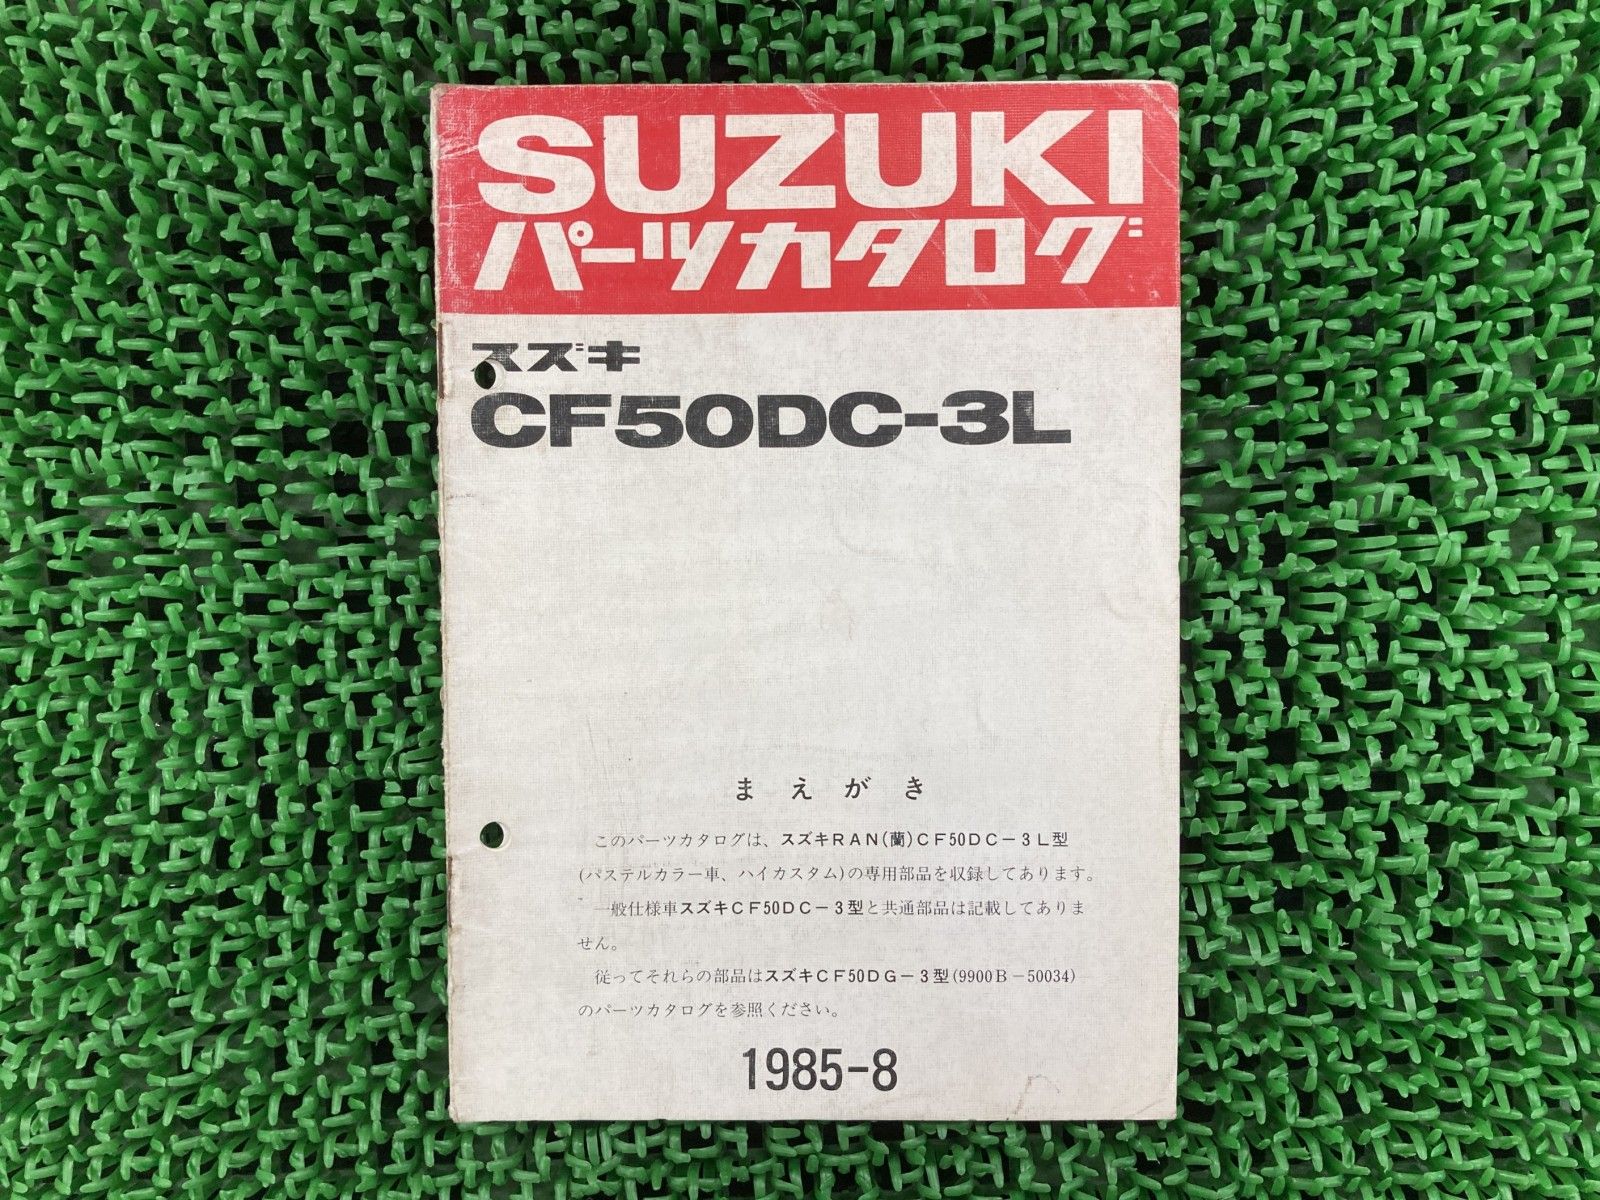 SUZUKI
パーツカタログ
スズキ
CF50DC-3L
まえがき
このパーツカタログは、スズキRAN(蘭)CF50DC－3L型
(パステルカラー車、ハイカスタム)の専用部品を収録してあります。
一般仕様車スズキCF50DC－3型と共通部品は記載してありま
せん。
従ってそれらの部品はスズキCF50DG－3型(9900B－50034)
のパーツカタログを参照ください。
1985-8